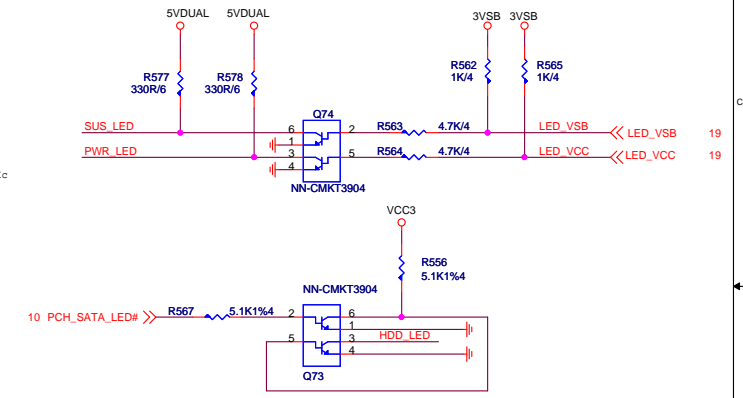 5VDUAL 5VDUAL 3VSB 3VSB
R577 330R/6
R578 330R/6
R562 1K/4
R565 1K/4
C
Q74
SUS_LED 6 2 R563 4.7K/4 LED_VSB LED_VSB 19
1
PWR_LED 3 5 R564 4.7K/4 LED_VCC LED_VCC 19
4
NN-CMKT3904
VCC3
R556
5.1K1%4
NN-CMKT3904
10 PCH_SATA_LED# R567 5.1K1%4 2 6
1
5 3 HDD_LED
4
Q73